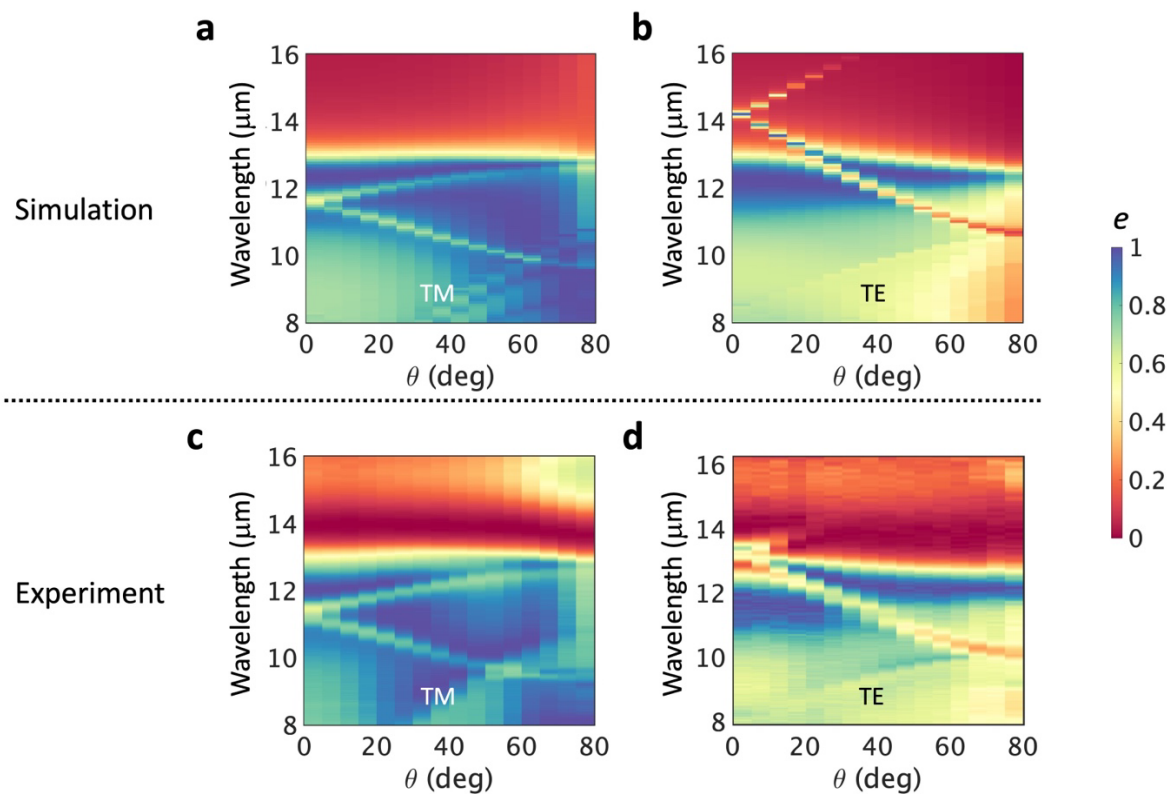 a
b
16
14
12
10
8
Wavelength (μm)
TM
0 20 40 60 80
θ (deg)
16
14
12
10
8
Wavelength (μm)
TE
0 20 40 60 80
θ (deg)
Simulation
e
1
0.8
0.6
0.4
0.2
0
c
d
16
14
12
10
8
Wavelength (μm)
TM
0 20 40 60 80
θ (deg)
16
14
12
10
8
Wavelength (μm)
TE
0 20 40 60 80
θ (deg)
Experiment